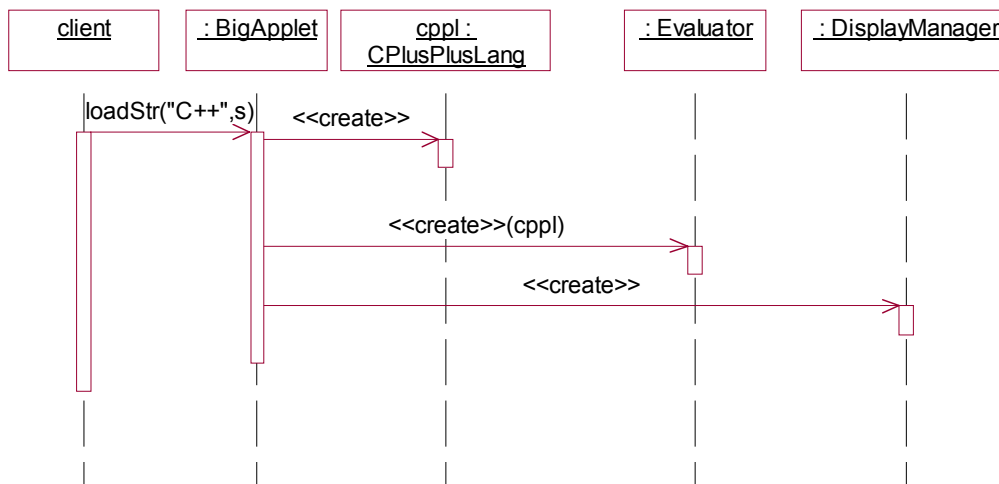 client
: BigApplet
cppl :
CPlusPlusLang
: Evaluator
: DisplayManager
loadStr("C++",s)
<<create>>
<<create>>(cppl)
<<create>>